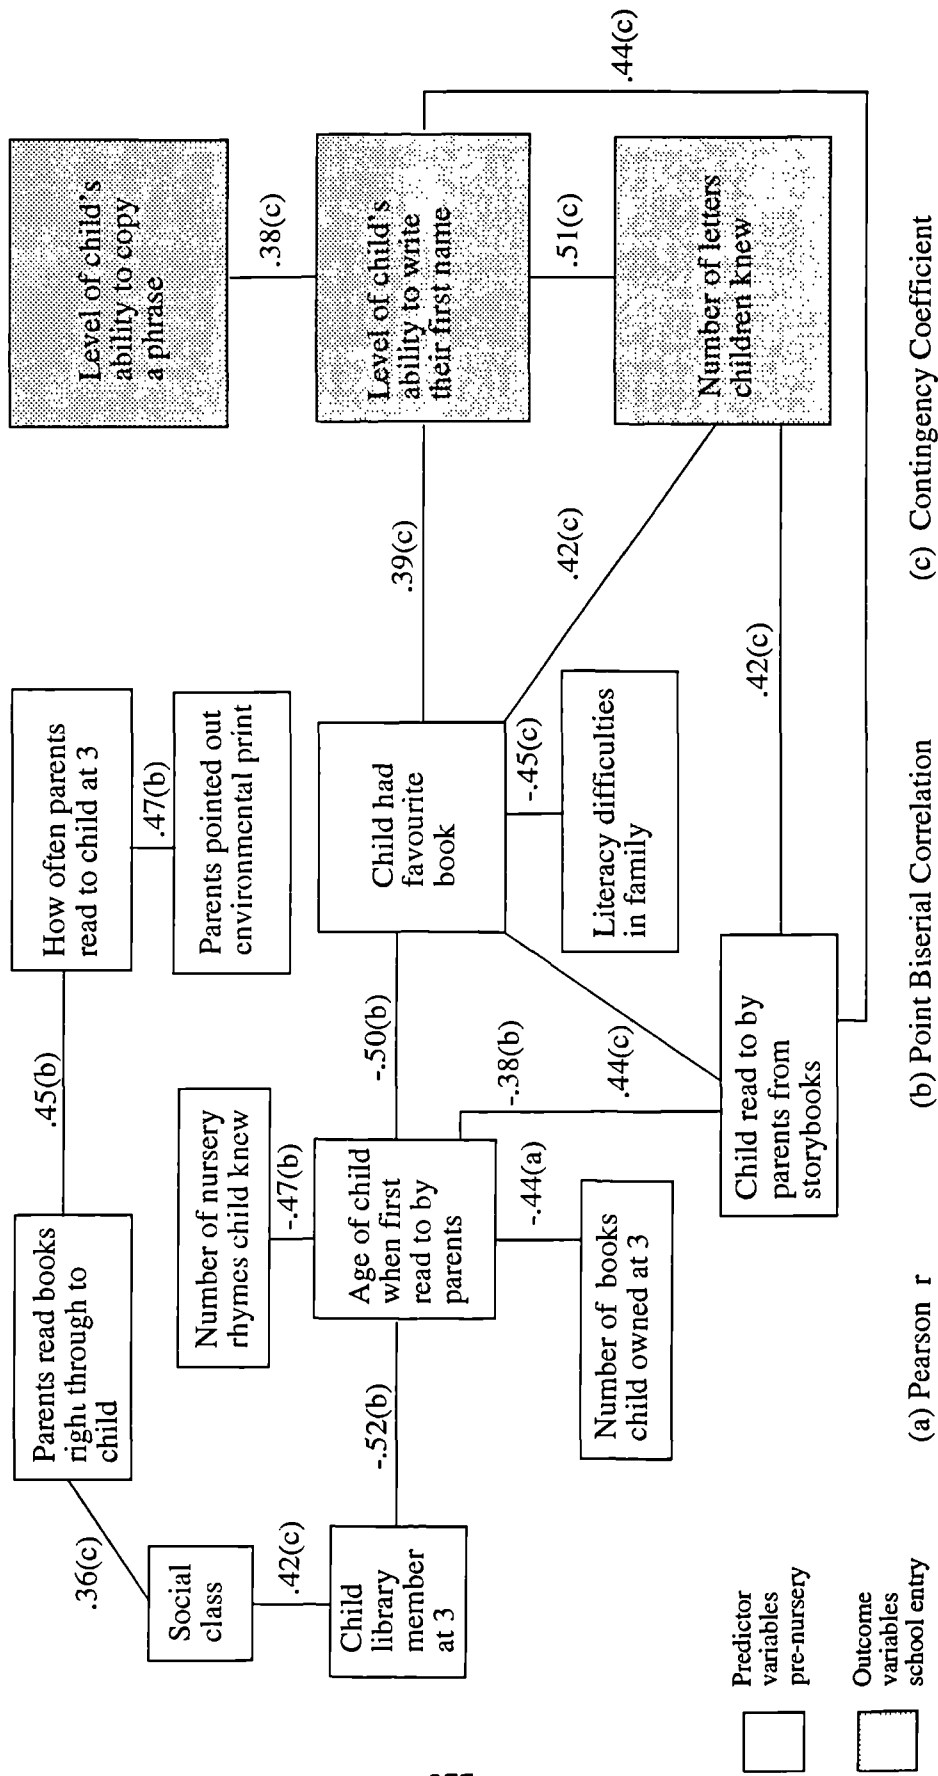 Parents read books
right through to
child
.45(b)
How often parents
read to child at 3
.47(b)
Parents pointed out
environmental print
Level of child's
ability to copy
a phrase
.38(c)
.36(c)
Social
class
.42(c)
Child
library
member
at 3
-.52(b)
Number of nursery
rhymes child knew
-.47(b)
Age of child
when first
read to by
parents
-.50(b)
-.44(a)
Number of books
child owned at 3
-.38(b)
.44(c)
Child had
favourite
book
-.45(c)
Literacy difficulties
in family
.39(c)
.42(c)
Level of child's
ability to write
their first name
.51(c)
Number of letters
children knew
.42(c)
.44(c)
Child read to by
parents from
storybooks
Predictor
variables
pre-nursery
Outcome
variables
school entry
(a) Pearson r
(b) Point Biserial Correlation
(c) Contingency Coefficient